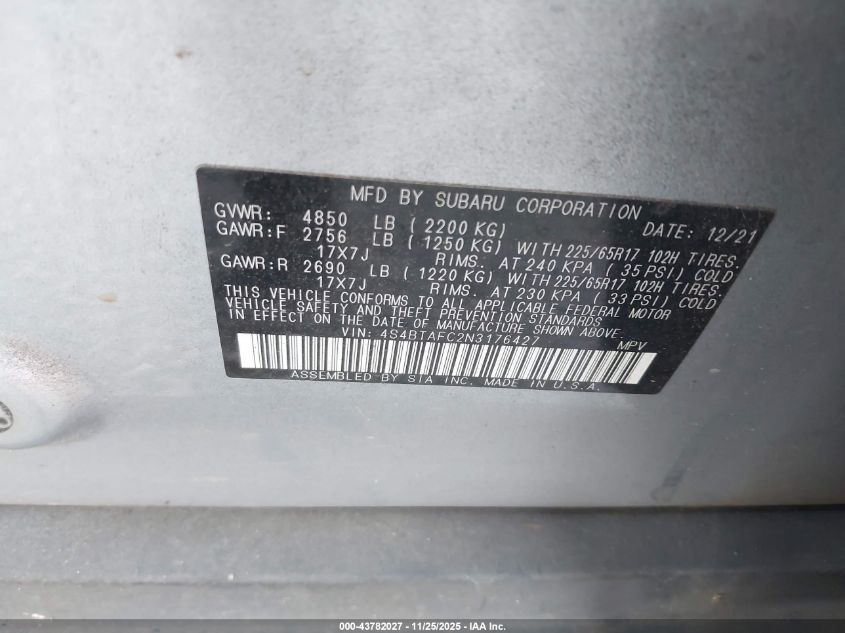 MFD BY SUBARU CORPORATION
GVWR: 4850 LB ( 2200 KG) DATE: 12/21
GAWR:F 2756 LB ( 1250 KG) WITH 225/65R17 102H TIRES.
17X7J RIMS. AT 240 KPA ( 35 PSI) COLD
GAWR:R 2690 LB ( 1220 KG) WITH 225/65R17 102H TIRES.
17X7J RIMS. AT 230 KPA ( 33 PSI) COLD
THIS VEHICLE CONFORMS TO ALL APPLICABLE FEDERAL MOTOR
VEHICLE SAFETY AND THEFT PREVENTION STANDARDS
IN EFFECT ON THE DATE OF MANUFACTURE SHOWN ABOVE.
VIN: 4S4BTAFC2N3176427 MPV
ASSEMBLED BY SIA INC. MADE IN U.S.A.
000-43782027 - 11/25/2025 - IAA Inc.